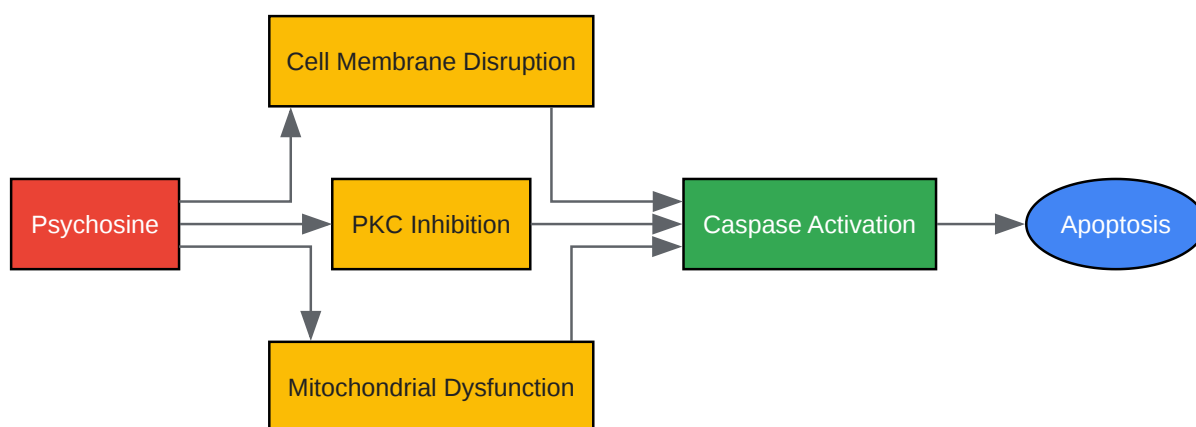 Cell Membrane Disruption
Psychosine
PKC Inhibition
Caspase Activation
Apoptosis
Mitochondrial Dysfunction